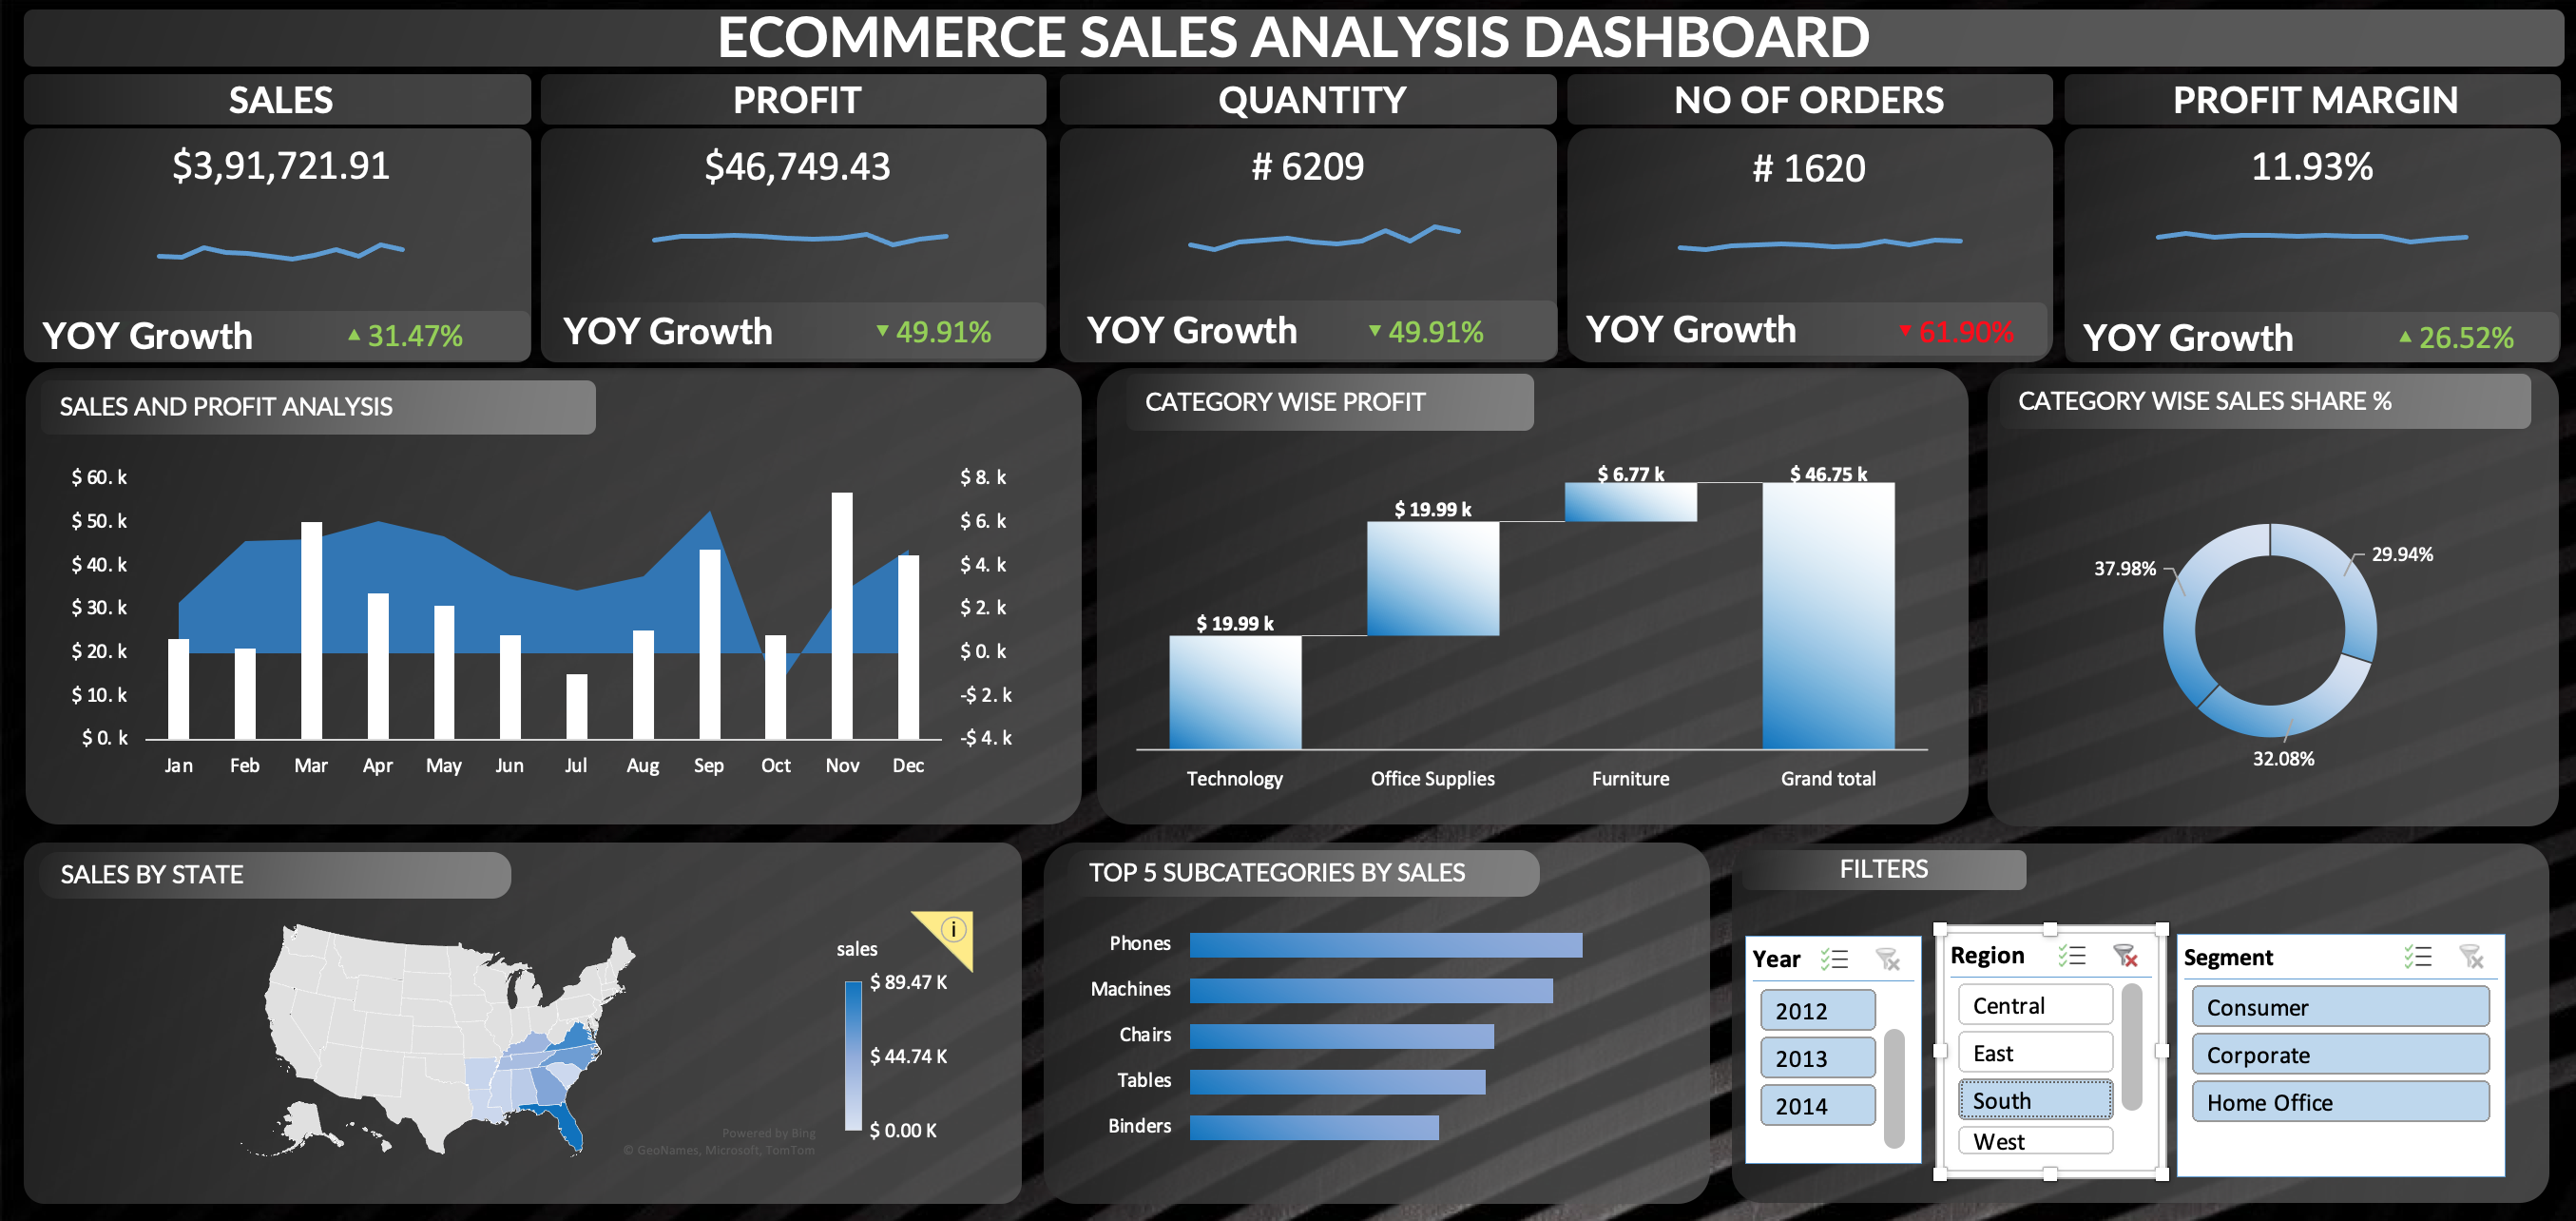 ECOMMERCE SALES ANALYSIS DASHBOARD
SALES
$3,91,721.91
YOY Growth ▲ 31.47%
PROFIT
$46,749.43
YOY Growth ▼ 49.91%
QUANTITY
# 6209
YOY Growth ▼ 49.91%
NO OF ORDERS
# 1620
YOY Growth ▼ 61.90%
PROFIT MARGIN
11.93%
YOY Growth ▲ 26.52%
SALES AND PROFIT ANALYSIS
$ 60. k
$ 50. k
$ 40. k
$ 30. k
$ 20. k
$ 10. k
$ 0. k
$ 8. k
$ 6. k
$ 4. k
$ 2. k
$ 0. k
-$ 2. k
-$ 4. k
Jan Feb Mar Apr May Jun Jul Aug Sep Oct Nov Dec
CATEGORY WISE PROFIT
$ 19.99 k
$ 19.99 k
$ 6.77 k
$ 46.75 k
Technology Office Supplies Furniture Grand total
CATEGORY WISE SALES SHARE %
37.98%
29.94%
32.08%
SALES BY STATE
i
sales
$ 89.47 K
$ 44.74 K
$ 0.00 K
Powered by Bing
© GeoNames, Microsoft, TomTom
TOP 5 SUBCATEGORIES BY SALES
Phones
Machines
Chairs
Tables
Binders
FILTERS
Year
2012
2013
2014
Region
Central
East
South
West
Segment
Consumer
Corporate
Home Office